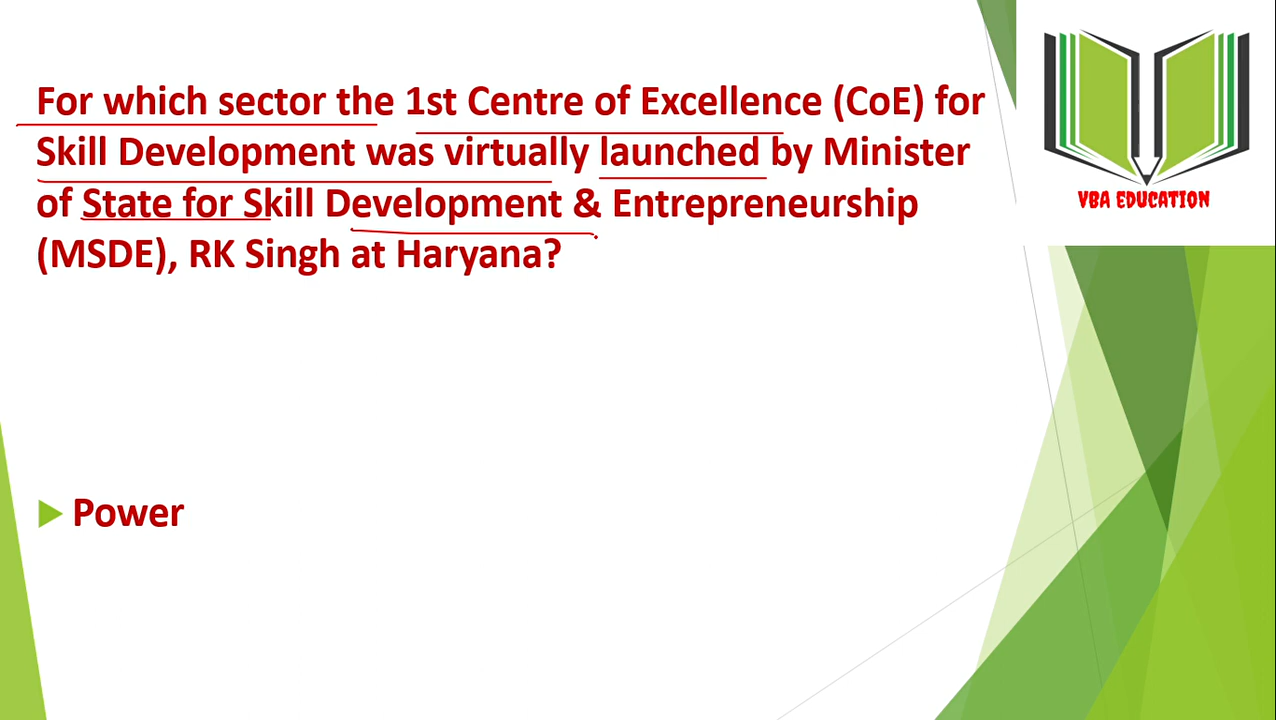 For which sector the 1st Centre of Excellence (CoE) for
Skill Development was virtually launched by Minister
of State for Skill Development & Entrepreneurship
(MSDE), RK Singh at Haryana?
VBA EDUCATION
Power